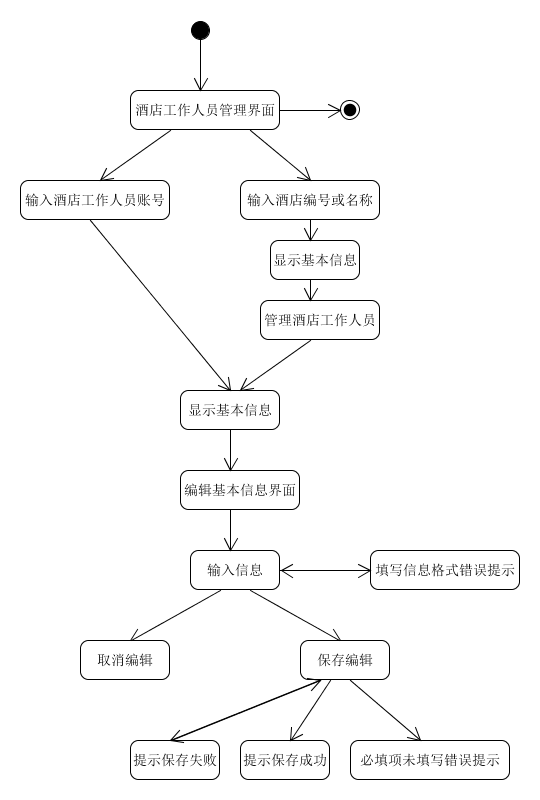 酒店工作人员管理界面
输入酒店工作人员账号
输入酒店编号或名称
显示基本信息
管理酒店工作人员
显示基本信息
编辑基本信息界面
输入信息
填写信息格式错误提示
取消编辑
保存编辑
提示保存失败
提示保存成功
必填项未填写错误提示